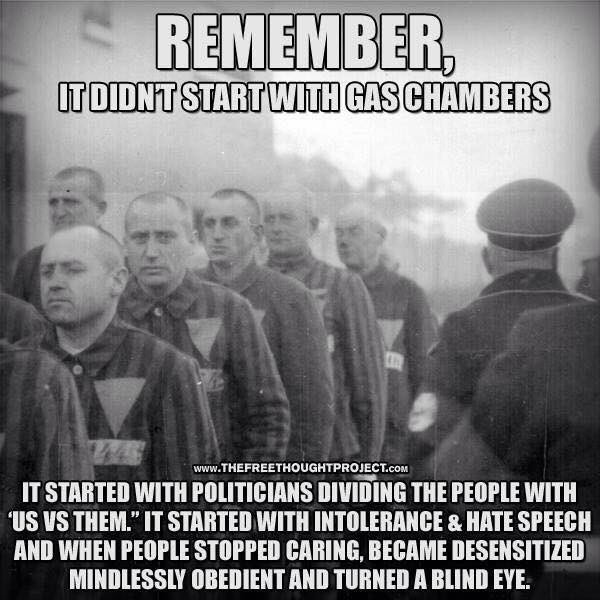 REMEMBER,
IT DIDN'T START WITH GAS CHAMBERS
WWW.THEFREETHOUGHTPROJECT.COM
IT STARTED WITH POLITICIANS DIVIDING THE PEOPLE WITH
'US VS THEM." IT STARTED WITH INTOLERANCE & HATE SPEECH
AND WHEN PEOPLE STOPPED CARING, BECAME DESENSITIZED
MINDLESSLY OBEDIENT AND TURNED A BLIND EYE.